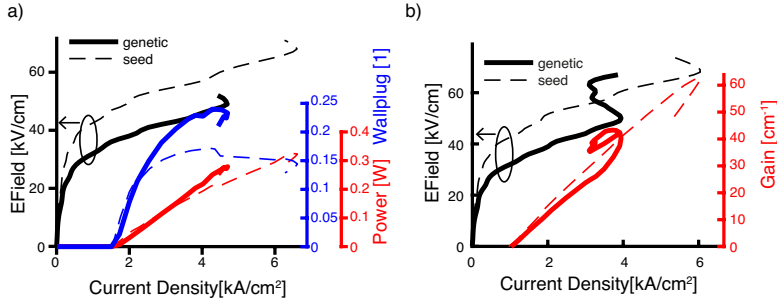 a)
genetic
seed
EField [kV/cm]
60
40
20
0
0
2
4
6
Current Density[kA/cm²]
Wallplug [1]
0.25
0.2
0.15
0.1
0.05
0
Power [W]
0.4
0.3
0.2
0.1
0
b)
genetic
seed
EField [kV/cm]
60
40
20
0
0
2
4
6
Current Density[kA/cm²]
Gain [cm⁻¹]
60
50
40
30
20
10
0